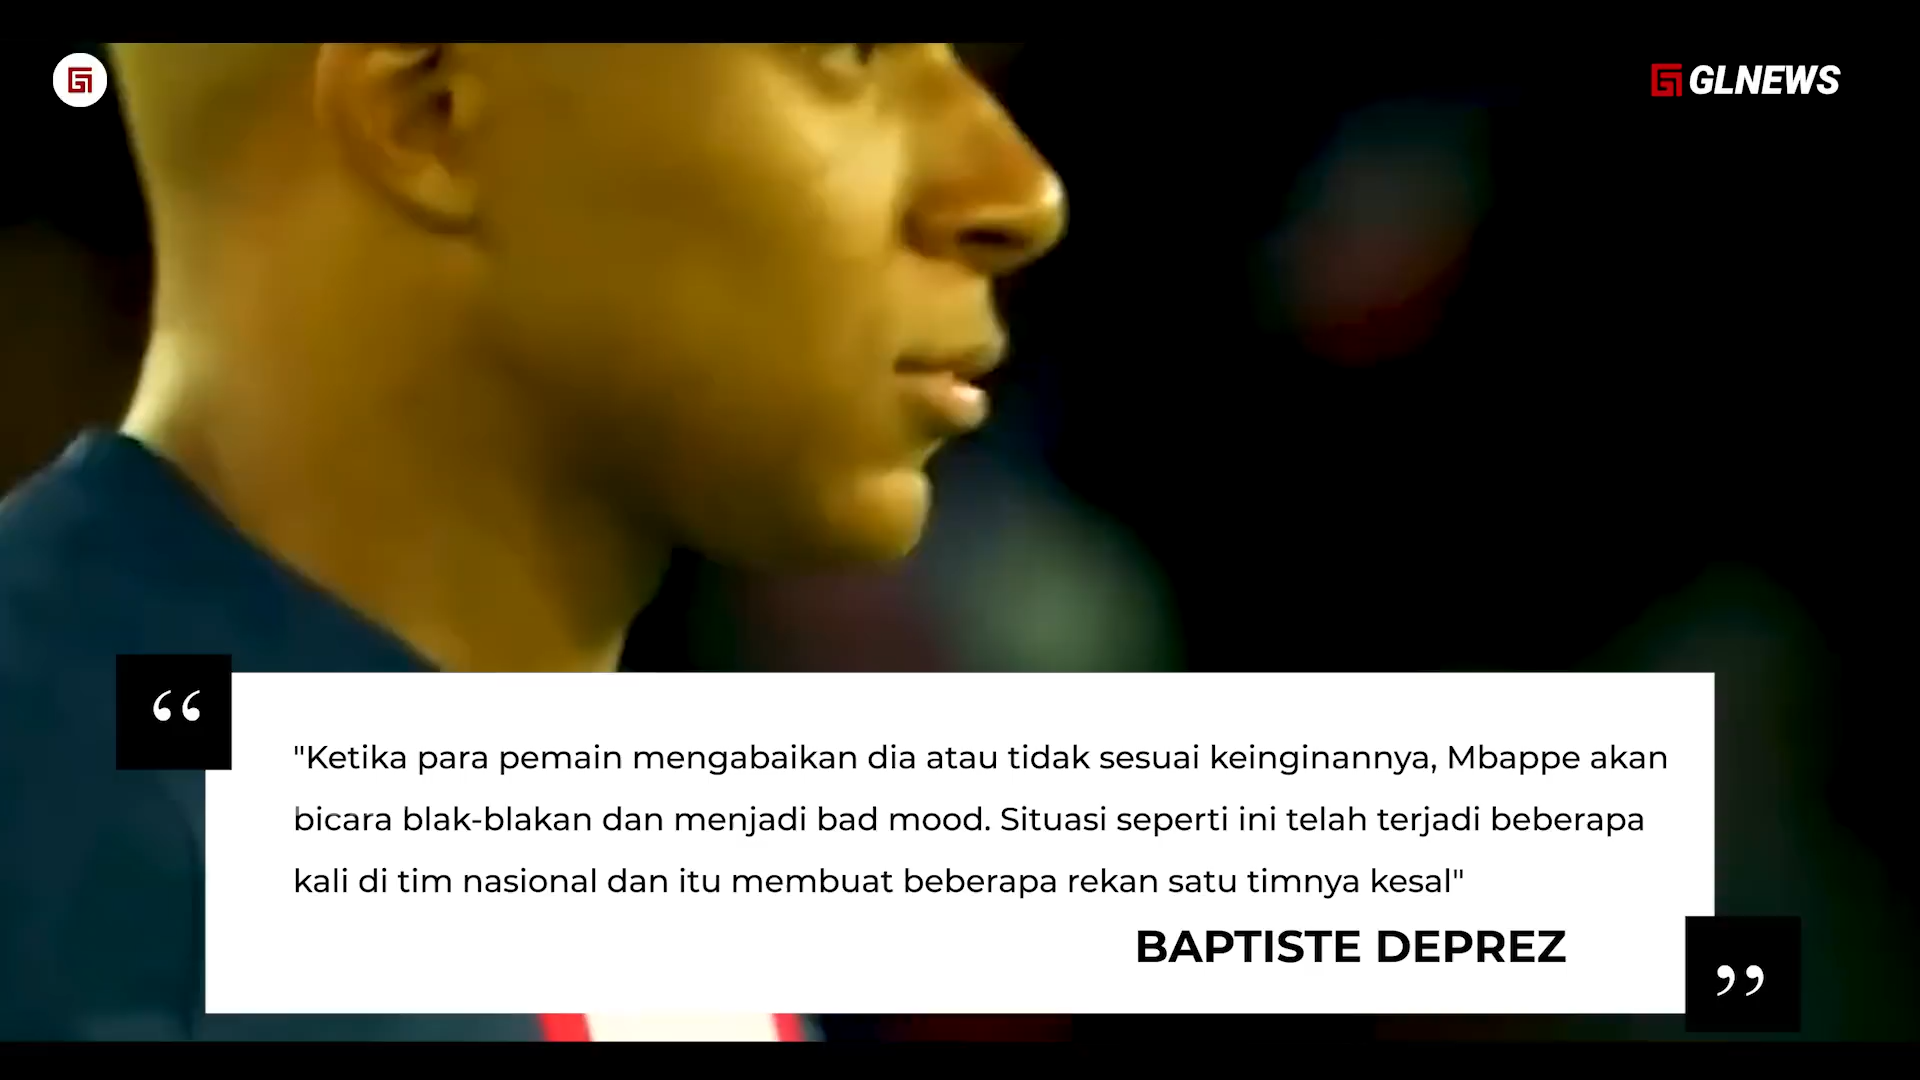 GLNEWS
"Ketika para pemain mengabaikan dia atau tidak sesuai keinginannya, Mbappe akan
bicara blak-blakan dan menjadi bad mood. Situasi seperti ini telah terjadi beberapa
kali di tim nasional dan itu membuat beberapa rekan satu timnya kesal"
BAPTISTE DEPREZ